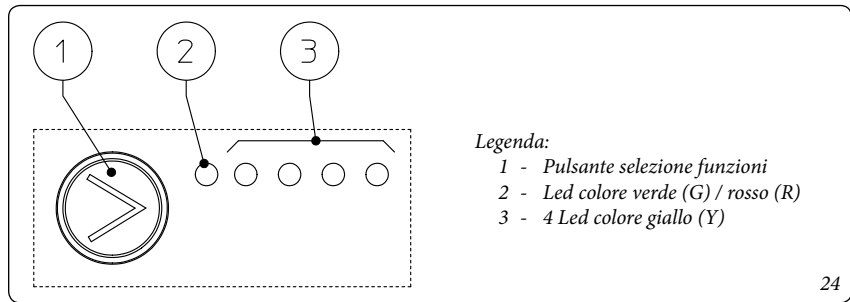 1
2
3
Legenda:
1 - Pulsante selezione funzioni
2 - Led colore verde (G) / rosso (R)
3 - 4 Led colore giallo (Y)
24